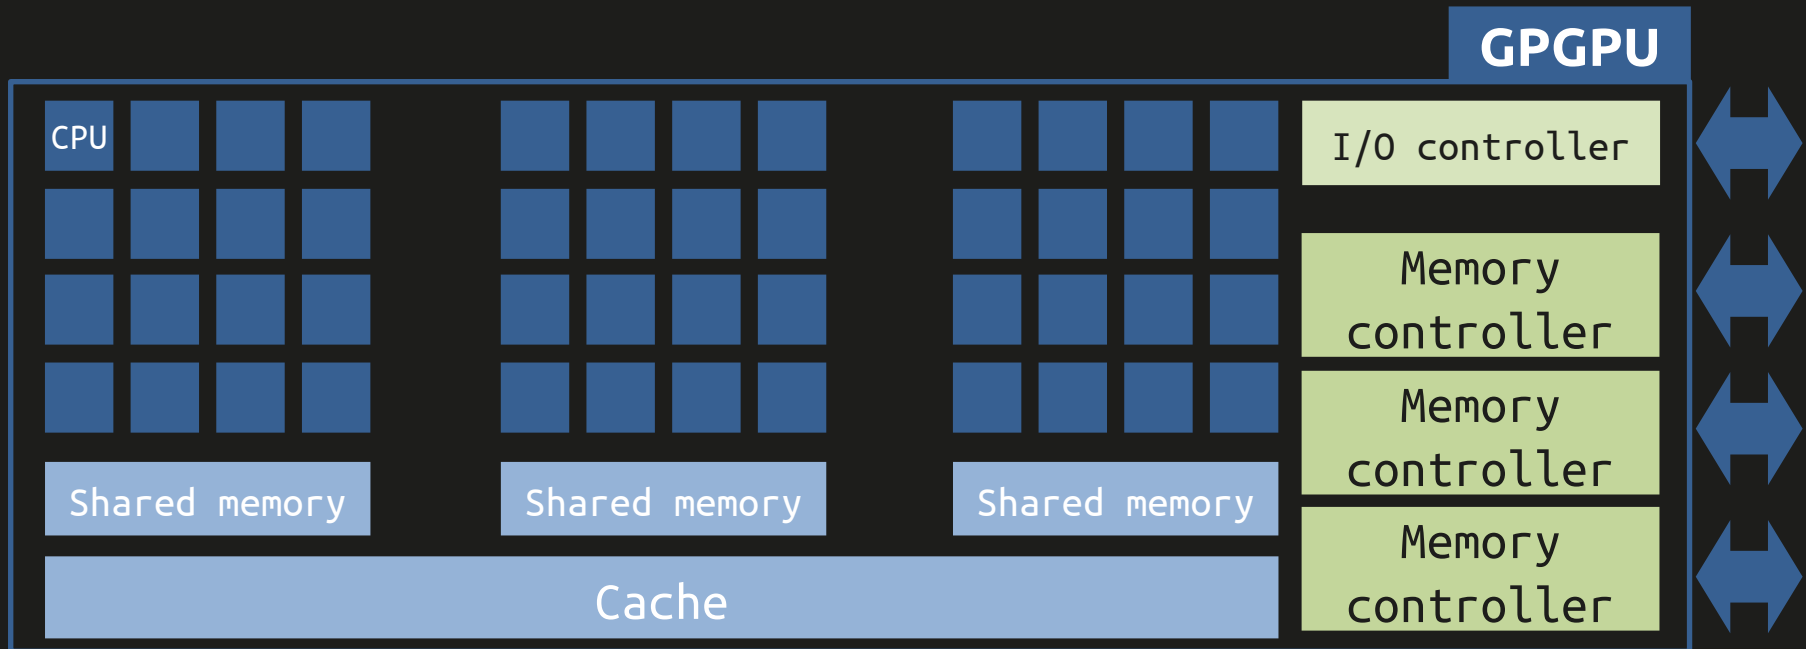 GPGPU
CPU
I/O controller
Memory
controller
Memory
controller
Shared memory
Shared memory
Shared memory
Memory
controller
Cache